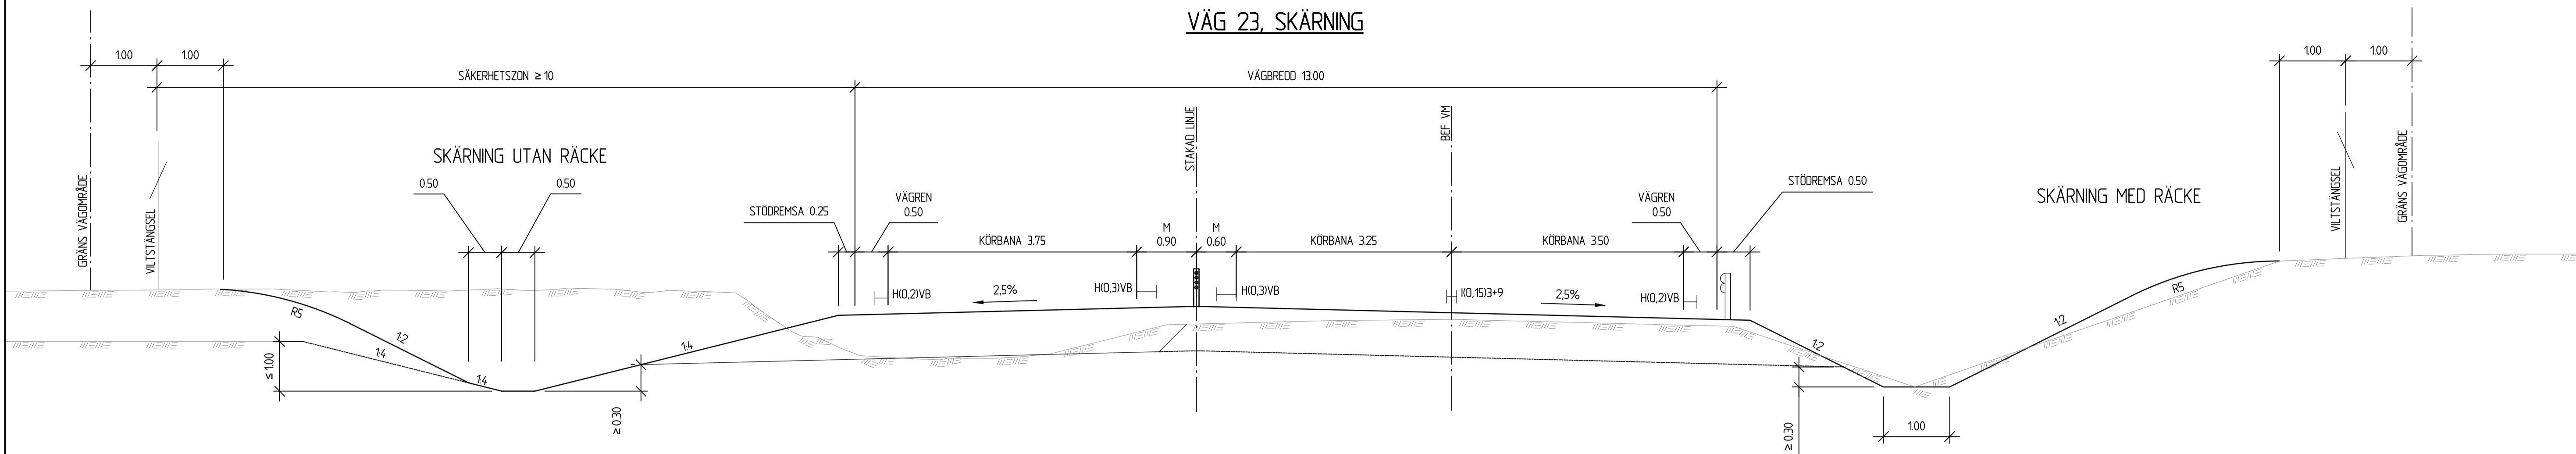 VÄG 23, SKÄRNING
1.00
1.00
SÄKERHETSZON ≥ 10
VÄGBREDD 13.00
1.00
1.00
GRÄNS VÄGOMRÅDE
VILTSTÄNGSEL
SKÄRNING UTAN RÄCKE
0.50
0.50
STÖDREMSA 0.25
VÄGREN
0.50
KÖRBANA 3.75
M
0.90
STAKAD LINJE
M
0.60
KÖRBANA 3.25
BEF VM
KÖRBANA 3.50
VÄGREN
0.50
STÖDREMSA 0.50
SKÄRNING MED RÄCKE
VILTSTÄNGSEL
GRÄNS VÄGOMRÅDE
H(0,2)VB
2,5%
H(0,3)VB
H(0,3)VB
I(0,15)3+9
2,5%
H(0,2)VB
R5
1:2
1:4
1:4
1:4
≤ 1.00
≥ 0.30
1:2
≥ 0.30
1.00
1:2
R5